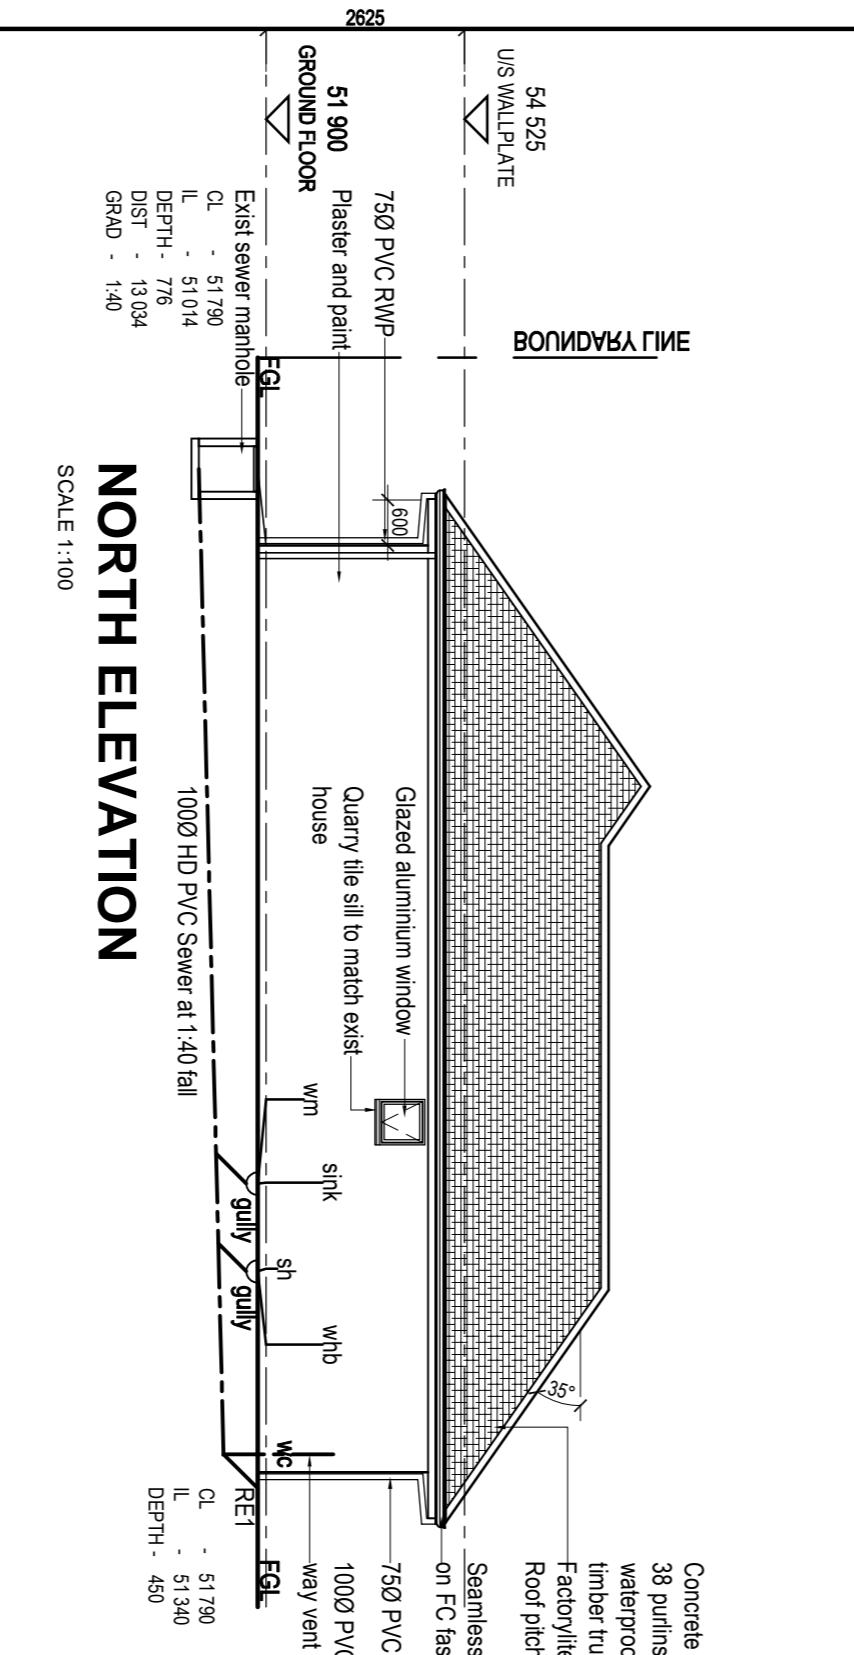 2625
54 525
U/S WALLPLATE
51 900
GROUND FLOOR
BOUNDARY LINE
75Ø PVC RWP
Plaster and paint
Exist sewer manhole
CL - 51 790
IL - 51 014
DEPTH - 776
DIST - 13 034
GRAD - 1:40
FGL
600
Glazed aluminium window
Quarry tile sill to match exist
house
wm
sink
sh
whb
wc
gully
gully
100Ø HD PVC Sewer at 1:40 fall
35°
Concrete
38 purlins
waterproo
timber tru
Factorylite
Roof pitch
Seamless
on FC fas
75Ø PVC
100Ø PVC
way vent
FGL
RE1
CL - 51 790
IL - 51 340
DEPTH - 450
NORTH ELEVATION
SCALE 1:100